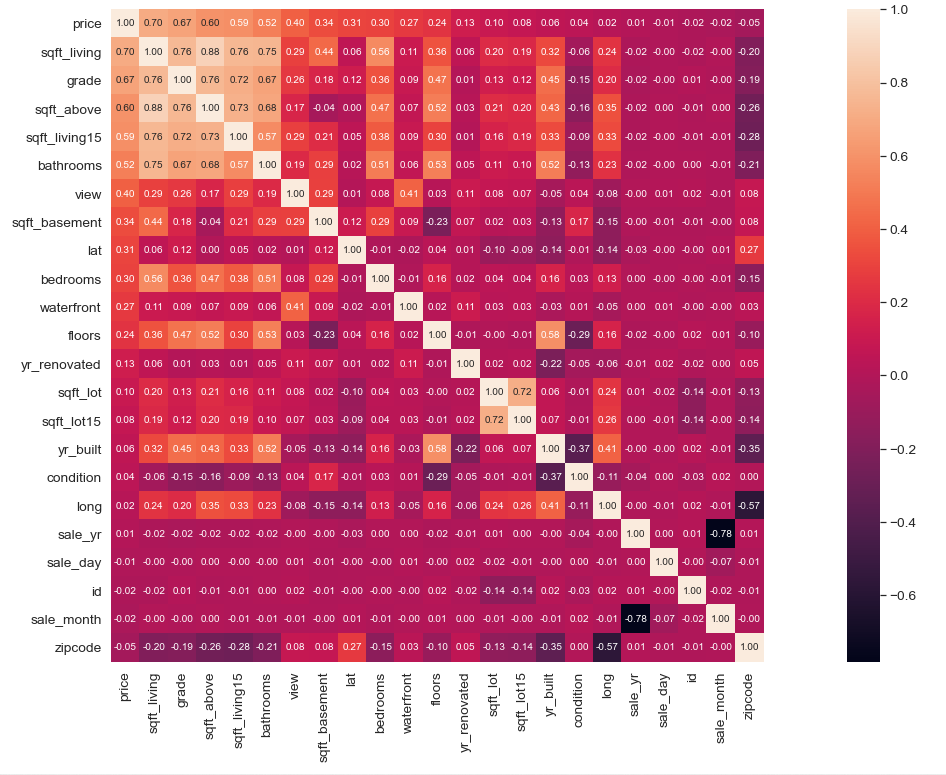 price 1.00 0.70 0.67 0.60 0.59 0.52 0.40 0.34 0.31 0.30 0.27 0.24 0.13 0.10 0.08 0.06 0.04 0.02 0.01 -0.01 -0.02 -0.02 -0.05
sqft_living 0.70 1.00 0.76 0.88 0.76 0.75 0.29 0.44 0.06 0.56 0.11 0.36 0.06 0.20 0.19 0.32 -0.06 0.24 -0.02 -0.00 -0.02 -0.00 -0.20
grade 0.67 0.76 1.00 0.76 0.72 0.67 0.26 0.18 0.12 0.36 0.09 0.47 0.01 0.13 0.12 0.45 -0.15 0.20 -0.02 -0.00 0.01 -0.00 -0.19
sqft_above 0.60 0.88 0.76 1.00 0.73 0.68 0.17 -0.04 0.00 0.47 0.07 0.52 0.03 0.21 0.20 0.43 -0.16 0.35 -0.02 0.00 -0.01 0.00 -0.26
sqft_living15 0.59 0.76 0.72 0.73 1.00 0.57 0.29 0.21 0.05 0.38 0.09 0.30 0.01 0.16 0.19 0.33 -0.09 0.33 -0.02 -0.01 -0.01 -0.01 -0.28
bathrooms 0.52 0.75 0.67 0.68 0.57 1.00 0.19 0.29 0.02 0.51 0.06 0.53 0.05 0.11 0.10 0.52 -0.13 0.23 -0.02 -0.00 0.00 -0.01 -0.21
view 0.40 0.29 0.26 0.17 0.29 0.19 1.00 0.29 0.01 0.08 0.41 0.03 0.11 0.08 0.07 -0.05 0.04 -0.08 -0.00 0.01 0.02 -0.01 0.08
sqft_basement 0.34 0.44 0.18 -0.04 0.21 0.29 0.29 1.00 0.12 0.29 0.09 -0.23 0.07 0.02 0.03 -0.13 0.17 -0.15 -0.00 -0.01 -0.01 -0.00 0.08
lat 0.31 0.06 0.12 0.00 0.05 0.02 0.01 0.12 1.00 -0.01 -0.02 0.04 0.01 -0.10 -0.09 -0.14 -0.01 -0.14 -0.03 -0.00 -0.00 0.01 0.27
bedrooms 0.30 0.56 0.36 0.47 0.38 0.51 0.08 0.29 -0.01 1.00 -0.01 0.16 0.02 0.04 0.04 0.16 0.03 0.13 0.00 -0.00 0.00 -0.01 -0.15
waterfront 0.27 0.11 0.09 0.07 0.09 0.06 0.41 0.09 -0.02 -0.01 1.00 0.02 0.11 0.03 0.03 -0.03 0.01 -0.05 0.00 0.01 -0.00 -0.00 0.03
floors 0.24 0.36 0.47 0.52 0.30 0.53 0.03 -0.23 0.04 0.16 0.02 1.00 -0.01 -0.00 -0.01 0.58 -0.29 0.16 -0.02 -0.00 0.02 0.01 -0.10
yr_renovated 0.13 0.06 0.01 0.03 0.01 0.05 0.11 0.07 0.01 0.02 0.11 -0.01 1.00 0.02 0.02 -0.22 -0.05 -0.06 -0.01 0.02 -0.02 0.00 0.05
sqft_lot 0.10 0.20 0.13 0.21 0.16 0.11 0.08 0.02 -0.10 0.04 0.03 -0.00 0.02 1.00 0.72 0.06 -0.01 0.24 0.01 -0.02 -0.14 -0.00 -0.13
sqft_lot15 0.08 0.19 0.12 0.20 0.19 0.10 0.07 0.03 -0.09 0.04 0.03 -0.01 0.02 0.72 1.00 0.07 -0.01 0.26 0.00 -0.01 -0.14 -0.00 -0.14
yr_built 0.06 0.32 0.45 0.43 0.33 0.52 -0.05 -0.13 -0.14 0.16 -0.03 0.58 -0.22 0.06 0.07 1.00 -0.37 0.41 -0.00 -0.00 0.02 -0.01 -0.35
condition 0.04 -0.06 -0.15 -0.16 -0.09 -0.13 0.04 0.17 -0.01 0.03 0.01 -0.29 -0.05 -0.01 -0.01 -0.37 1.00 -0.11 -0.04 0.00 -0.03 0.02 0.00
long 0.02 0.24 0.20 0.35 0.33 0.23 -0.08 -0.15 -0.14 0.13 -0.05 0.16 -0.06 0.24 0.26 0.41 -0.11 1.00 -0.00 -0.01 0.02 -0.01 -0.57
sale_yr 0.01 -0.02 -0.02 -0.02 -0.02 -0.02 -0.00 -0.00 -0.03 0.00 0.00 -0.02 -0.01 0.01 0.00 -0.00 -0.04 -0.00 1.00 0.00 0.01 -0.78 0.01
sale_day -0.01 -0.00 -0.00 0.00 -0.01 -0.00 0.01 -0.01 -0.00 -0.00 0.01 -0.00 0.02 -0.02 -0.01 -0.00 0.00 -0.01 0.00 1.00 0.00 -0.07 -0.01
id -0.02 -0.02 0.01 -0.01 -0.01 0.00 0.02 -0.01 -0.00 0.00 -0.00 0.02 -0.02 -0.14 -0.14 0.02 -0.03 0.02 0.01 0.00 1.00 -0.02 -0.01
sale_month -0.02 -0.00 -0.00 0.00 -0.01 -0.01 -0.01 -0.00 0.01 -0.01 -0.00 0.01 0.00 -0.00 -0.00 -0.01 0.02 -0.01 -0.78 -0.07 -0.02 1.00 -0.00
zipcode -0.05 -0.20 -0.19 -0.26 -0.28 -0.21 0.08 0.08 0.27 -0.15 0.03 -0.10 0.05 -0.13 -0.14 -0.35 0.00 -0.57 0.01 -0.01 -0.01 -0.00 1.00
price sqft_living grade sqft_above sqft_living15 bathrooms view sqft_basement lat bedrooms waterfront floors yr_renovated sqft_lot sqft_lot15 yr_built condition long sale_yr sale_day id sale_month zipcode
1.0
0.8
0.6
0.4
0.2
0.0
-0.2
-0.4
-0.6